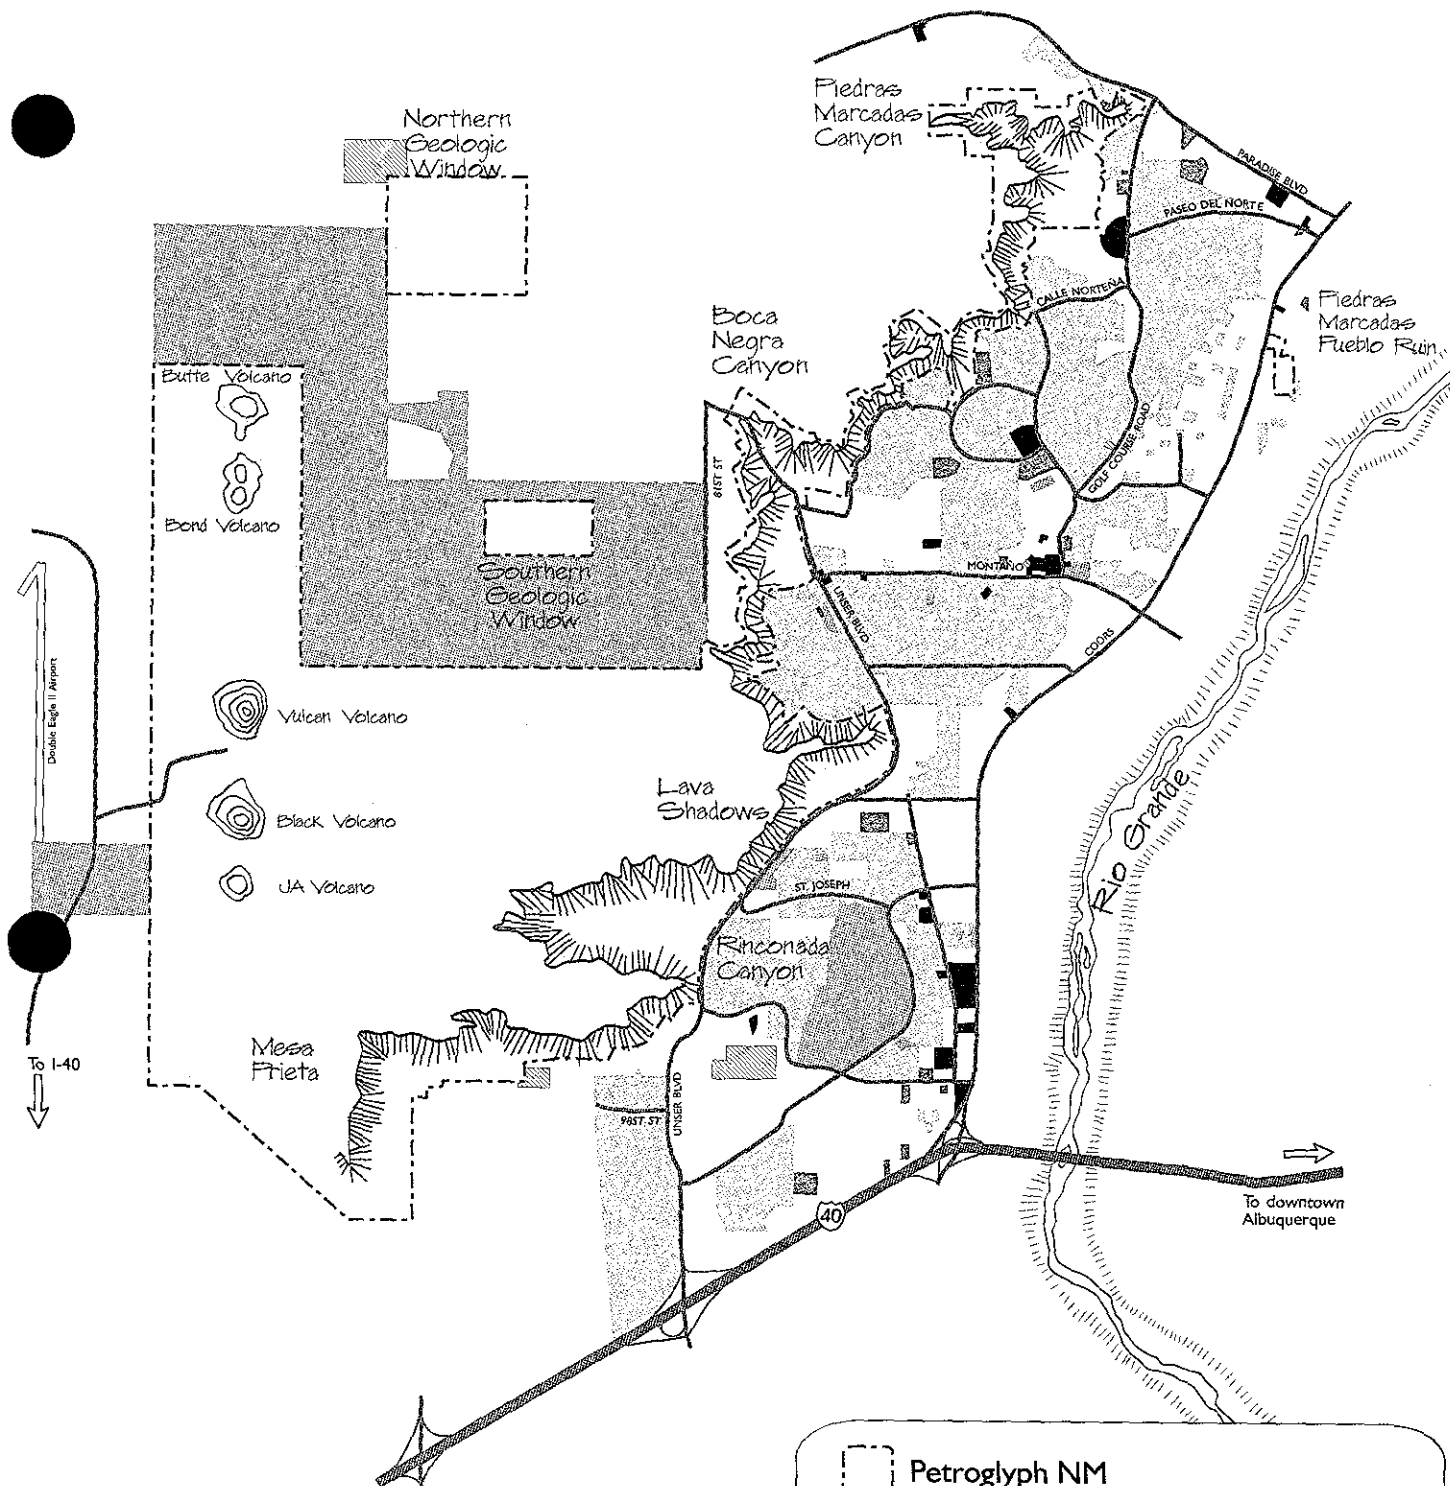 Piedras
Marcadas
Canyon
Northern
Geologic
Window
PARADISE BLVD
PASEO DEL NORTE
CALLE NORTEÑA
Piedras
Marcadas
Pueblo Ruin
Boca
Negra
Canyon
Butte Volcano
81ST ST
GOLF COURSE ROAD
Bond Volcano
MONTAÑO
Southern
Geologic
Window
UNSER BLVD
COORS
Double Eagle II Airport
Vulcan Volcano
Rio Grande
Lava
Shadows
Black Volcano
JA Volcano
ST. JOSEPH
Rinconada
Canyon
Mesa
Prieta
To I-40
UNSER BLVD
98ST ST
40
To downtown
Albuquerque
Petroglyph NM